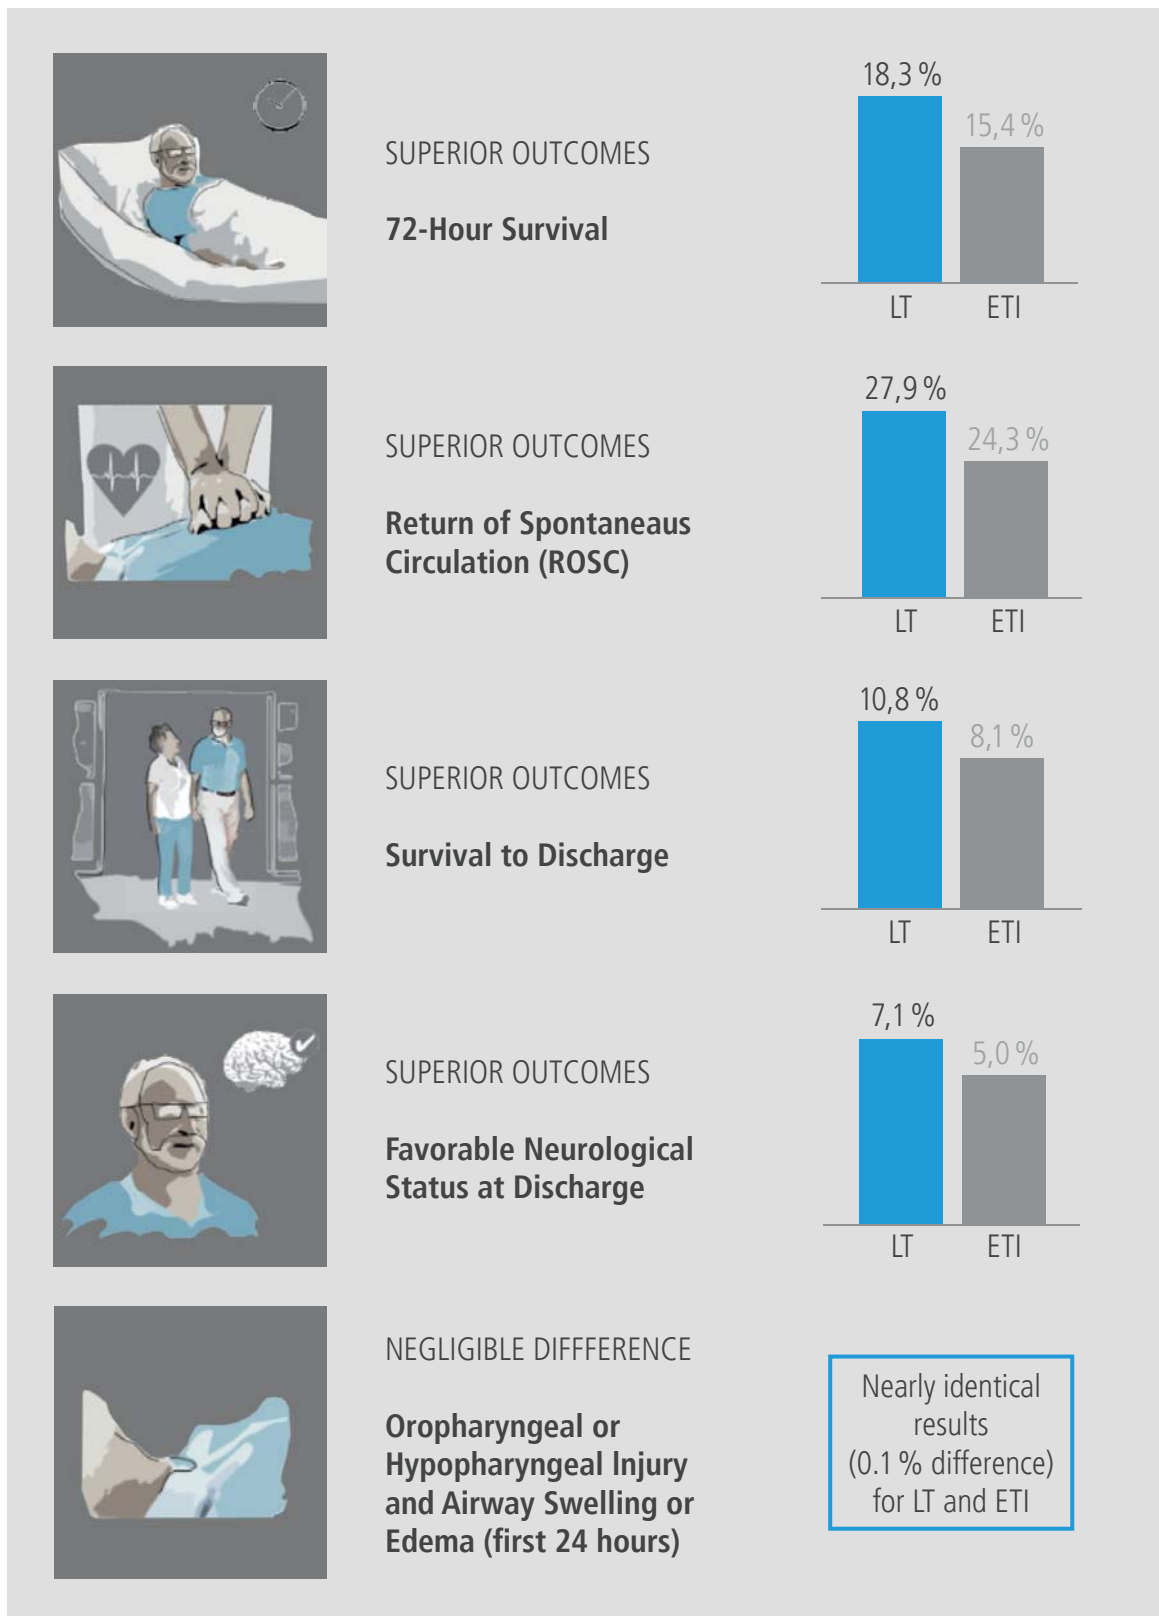 SUPERIOR OUTCOMES
72-Hour Survival
18,3 %
15,4 %
LT
ETI
SUPERIOR OUTCOMES
Return of Spontaneaus
Circulation (ROSC)
27,9 %
24,3 %
LT
ETI
SUPERIOR OUTCOMES
Survival to Discharge
10,8 %
8,1 %
LT
ETI
SUPERIOR OUTCOMES
Favorable Neurological
Status at Discharge
7,1 %
5,0 %
LT
ETI
NEGLIGIBLE DIFFFERENCE
Oropharyngeal or
Hypopharyngeal Injury
and Airway Swelling or
Edema (first 24 hours)
Nearly identical
results
(0.1 % difference)
for LT and ETI